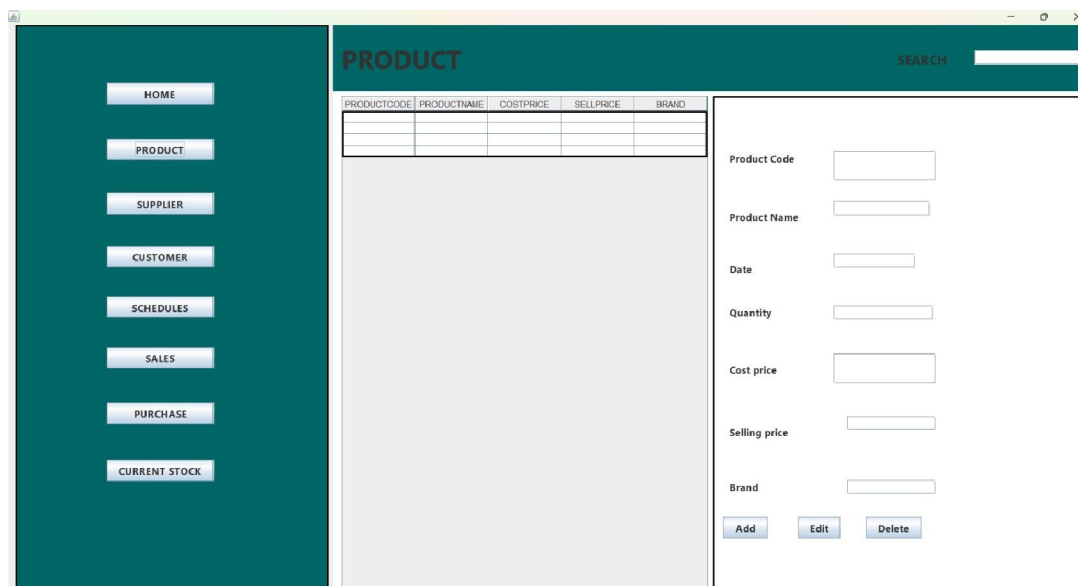 PRODUCT
SEARCH
HOME
PRODUCT
SUPPLIER
CUSTOMER
SCHEDULES
SALES
PURCHASE
CURRENT STOCK
PRODUCTCODE PRODUCTNAME COSTPRICE SELLPRICE BRAND
Product Code
Product Name
Date
Quantity
Cost price
Selling price
Brand
Add Edit Delete